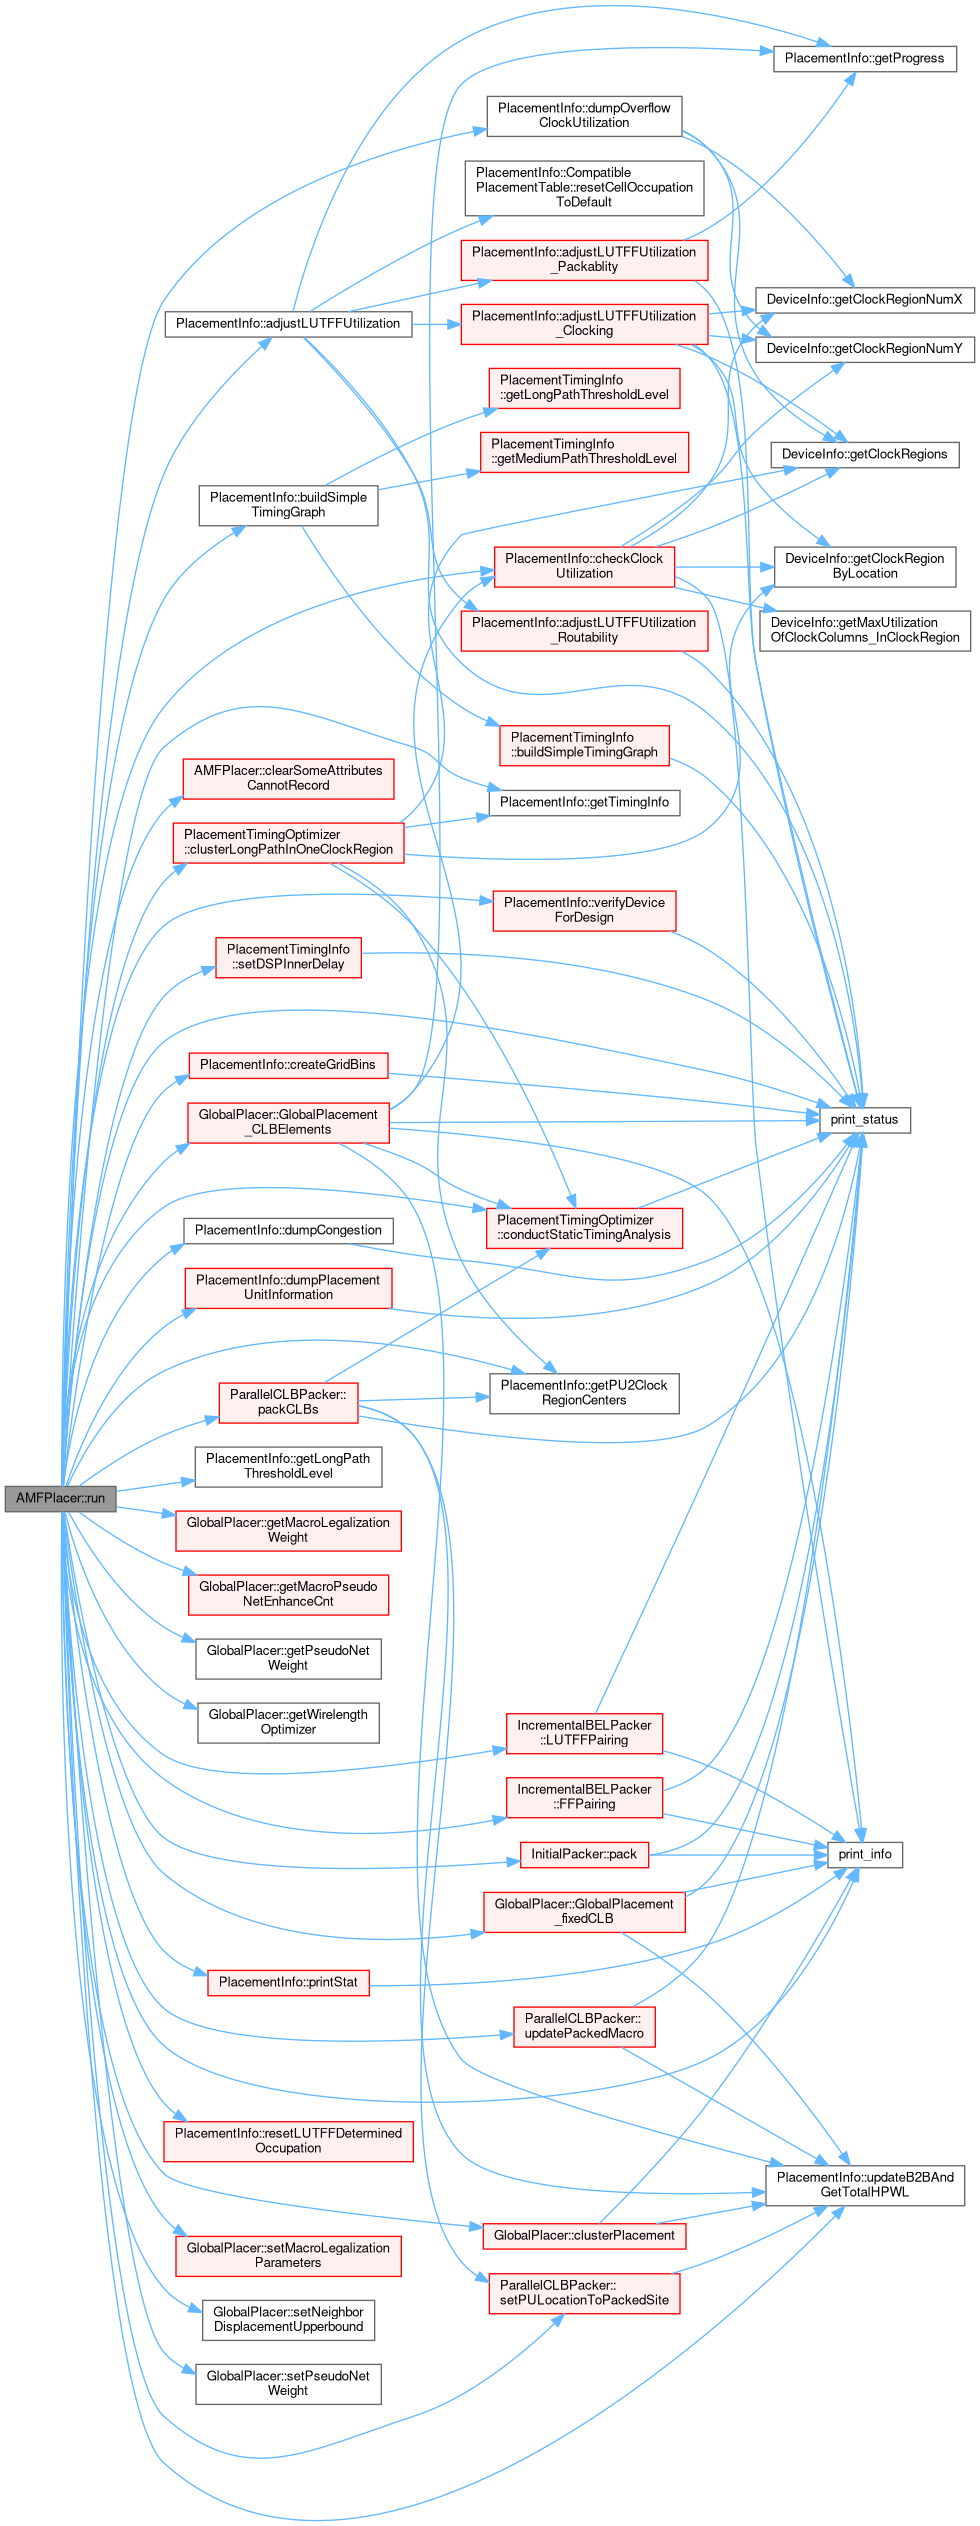 PlacementInfo::getProgress
PlacementInfo::dumpOverflow
ClockUtilization
PlacementInfo::Compatible
PlacementTable::resetCellOccupation
ToDefault
PlacementInfo::adjustLUTFFUtilization
_Packablity
DeviceInfo::getClockRegionNumX
PlacementInfo::adjustLUTFFUtilization
PlacementInfo::adjustLUTFFUtilization
_Clocking
DeviceInfo::getClockRegionNumY
PlacementTimingInfo
::getLongPathThresholdLevel
PlacementTimingInfo
::getMediumPathThresholdLevel
DeviceInfo::getClockRegions
PlacementInfo::buildSimple
TimingGraph
PlacementInfo::checkClock
Utilization
DeviceInfo::getClockRegion
ByLocation
PlacementInfo::adjustLUTFFUtilization
_Routability
DeviceInfo::getMaxUtilization
OfClockColumns_InClockRegion
PlacementTimingInfo
::buildSimpleTimingGraph
AMFPlacer::clearSomeAttributes
CannotRecord
PlacementInfo::getTimingInfo
PlacementTimingOptimizer
::clusterLongPathInOneClockRegion
PlacementInfo::verifyDevice
ForDesign
PlacementTimingInfo
::setDSPInnerDelay
PlacementInfo::createGridBins
GlobalPlacer::GlobalPlacement
_CLBElements
print_status
PlacementInfo::dumpCongestion
PlacementTimingOptimizer
::conductStaticTimingAnalysis
PlacementInfo::dumpPlacement
UnitInformation
ParallelCLBPacker::
packCLBs
PlacementInfo::getPU2Clock
RegionCenters
PlacementInfo::getLongPath
ThresholdLevel
AMFPlacer::run
GlobalPlacer::getMacroLegalization
Weight
GlobalPlacer::getMacroPseudo
NetEnhanceCnt
GlobalPlacer::getPseudoNet
Weight
GlobalPlacer::getWirelength
Optimizer
IncrementalBELPacker
::LUTFFPairing
IncrementalBELPacker
::FFPairing
InitialPacker::pack
print_info
GlobalPlacer::GlobalPlacement
_fixedCLB
PlacementInfo::printStat
ParallelCLBPacker::
updatePackedMacro
PlacementInfo::resetLUTFFDetermined
Occupation
PlacementInfo::updateB2BAnd
GetTotalHPWL
GlobalPlacer::clusterPlacement
GlobalPlacer::setMacroLegalization
Parameters
ParallelCLBPacker::
setPULocationToPackedSite
GlobalPlacer::setNeighbor
DisplacementUpperbound
GlobalPlacer::setPseudoNet
Weight